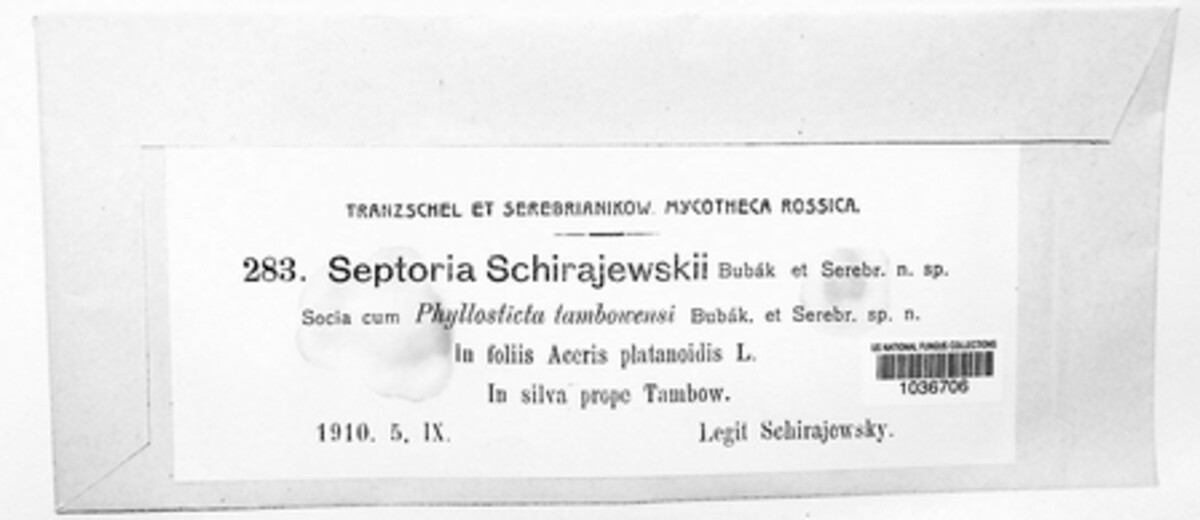 TRANZSCHEL ET SEREBRIANIKOW. MYCOTHECA ROSSICA.
283. Septoria Schirajewskii Bubák et Serebr. n. sp.
Socia cum Phyllosticta tambowensi Bubák. et Serebr. sp. n.
In foliis Aceris platanoidis L.
In silva prope Tambow.
1910. 5. IX. Legit Schirajewsky.
US NATIONAL FUNGUS COLLECTIONS
1036706